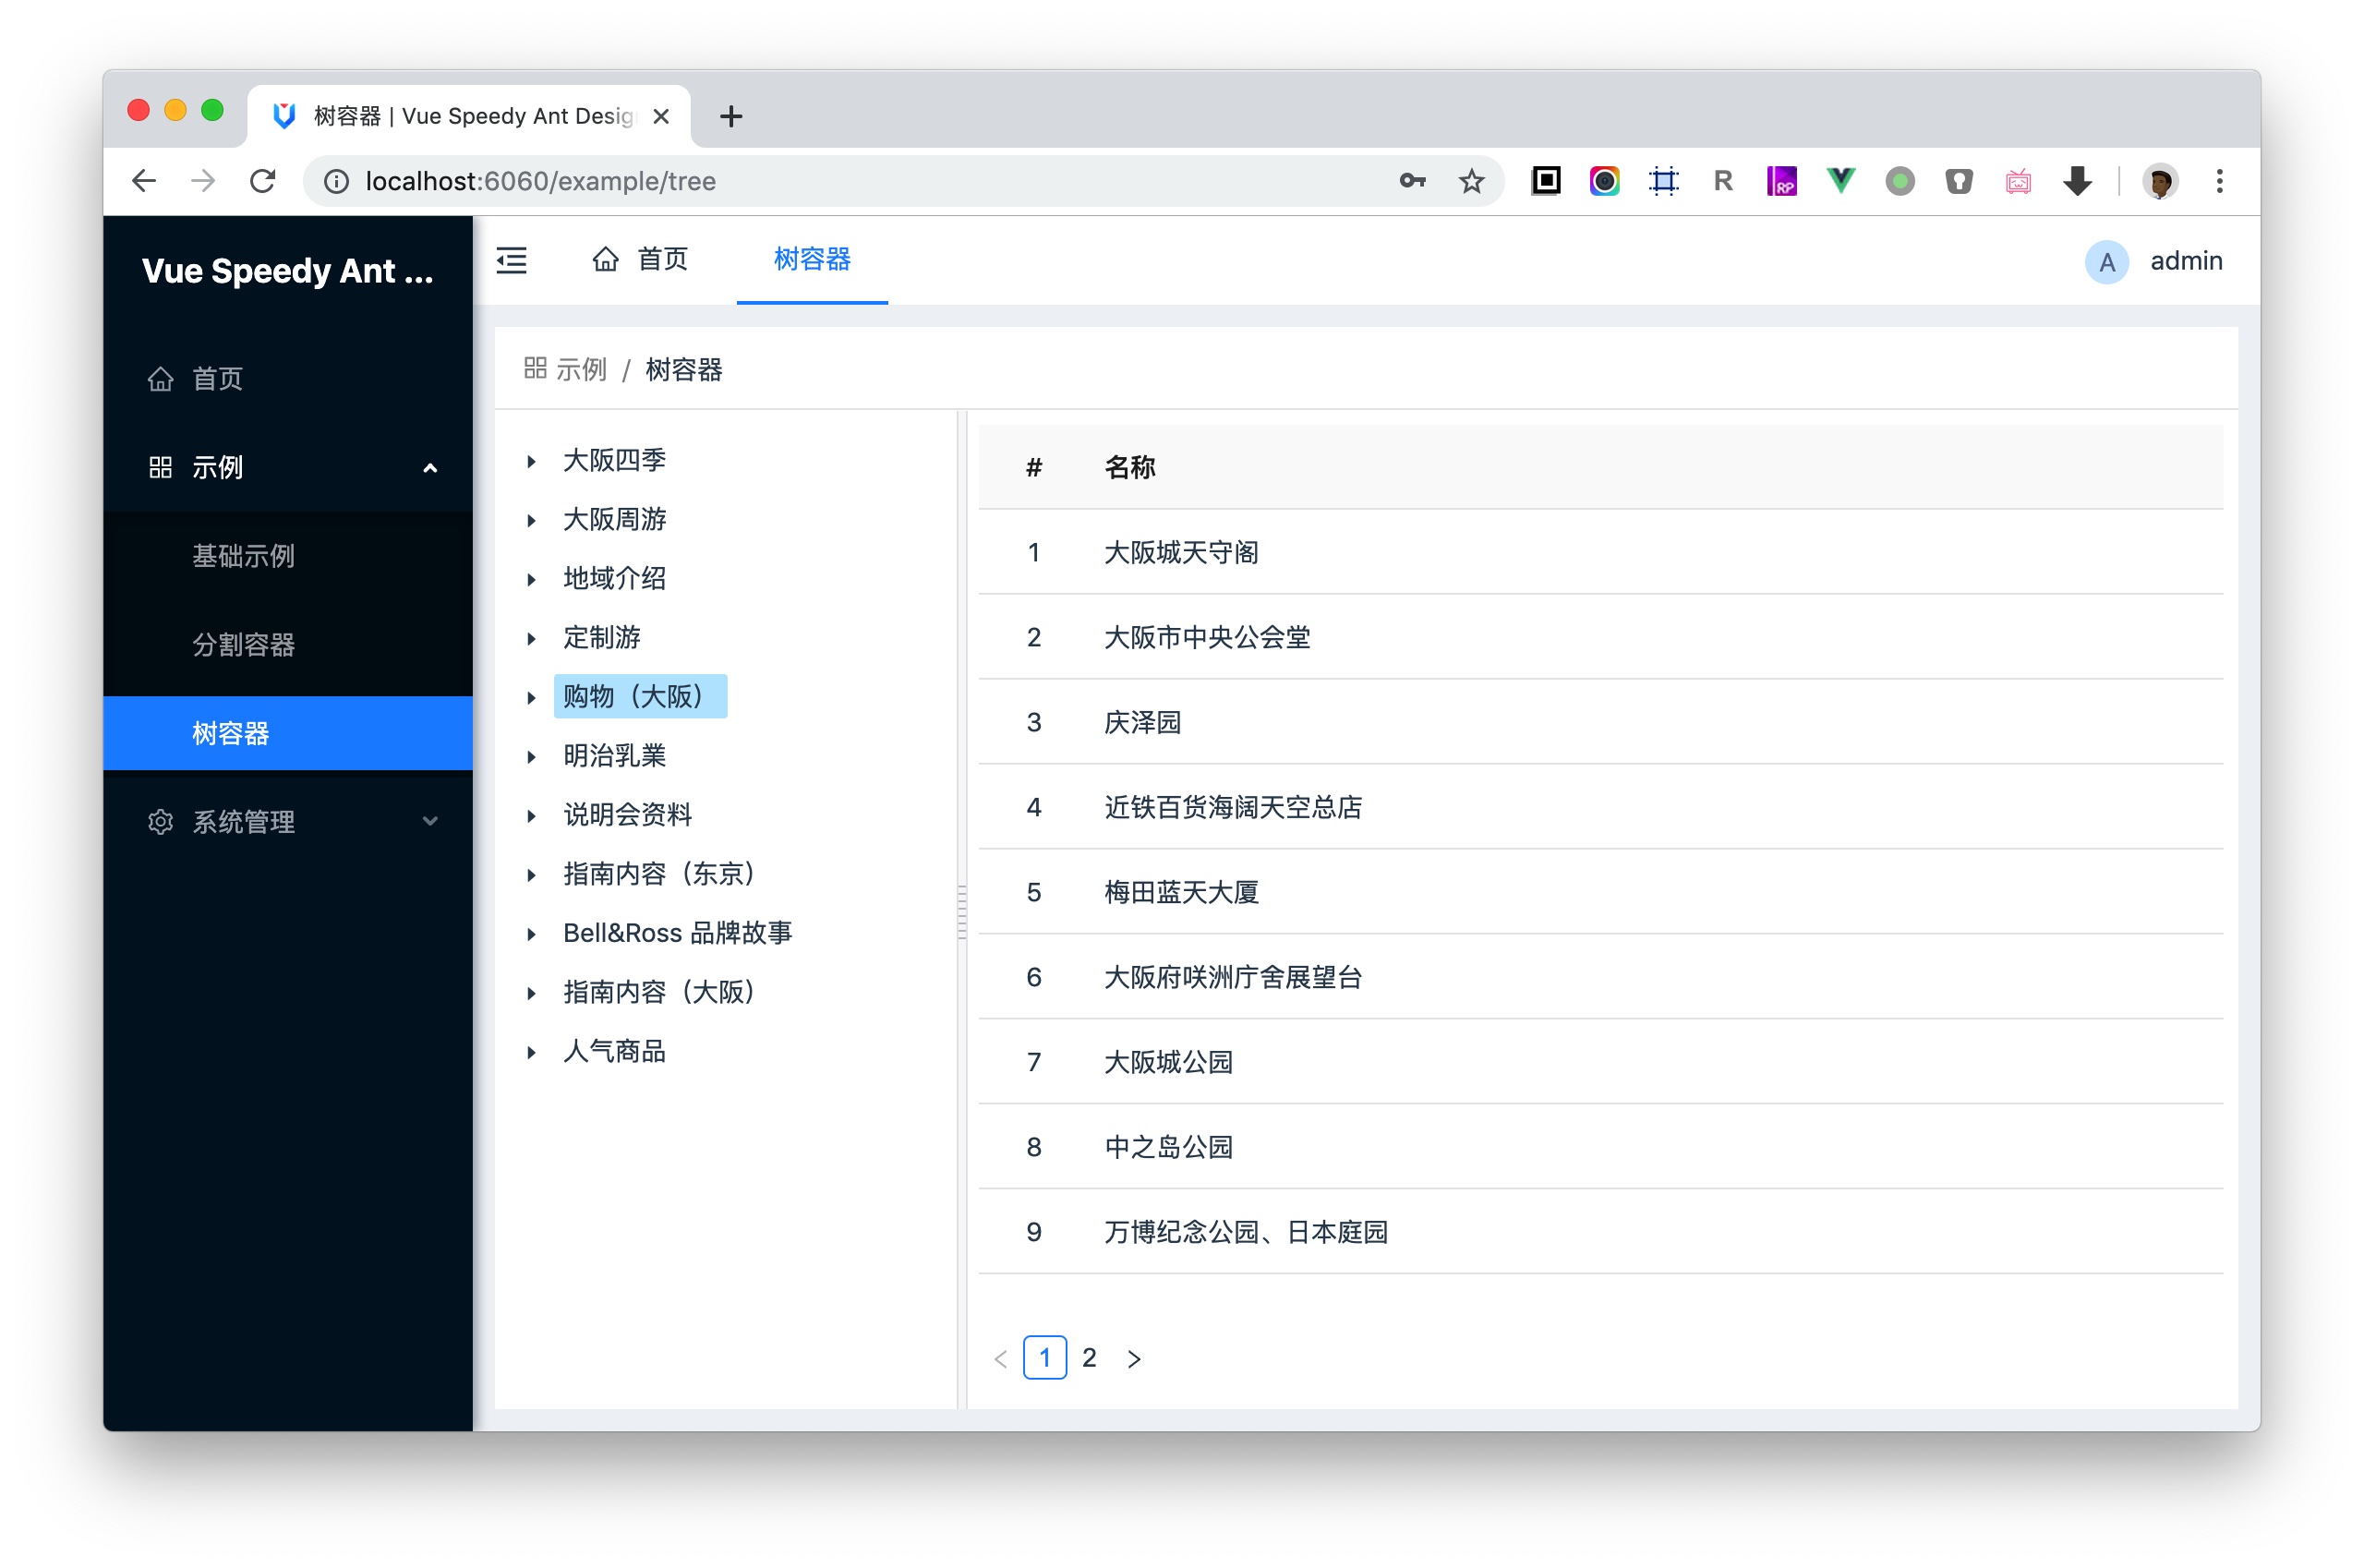 树容器 | Vue Speedy Ant Desig
localhost:6060/example/tree
R
RP
Vue Speedy Ant ...
首页
树容器
A
admin
首页
示例
基础示例
分割容器
树容器
系统管理
示例 / 树容器
大阪四季
大阪周游
地域介绍
定制游
购物（大阪）
明治乳業
说明会资料
指南内容（东京）
Bell&Ross 品牌故事
指南内容（大阪）
人气商品
# 名称
1 大阪城天守阁
2 大阪市中央公会堂
3 庆泽园
4 近铁百货海阔天空总店
5 梅田蓝天大厦
6 大阪府咲洲庁舍展望台
7 大阪城公园
8 中之岛公园
9 万博纪念公园、日本庭园
< 1 2 >